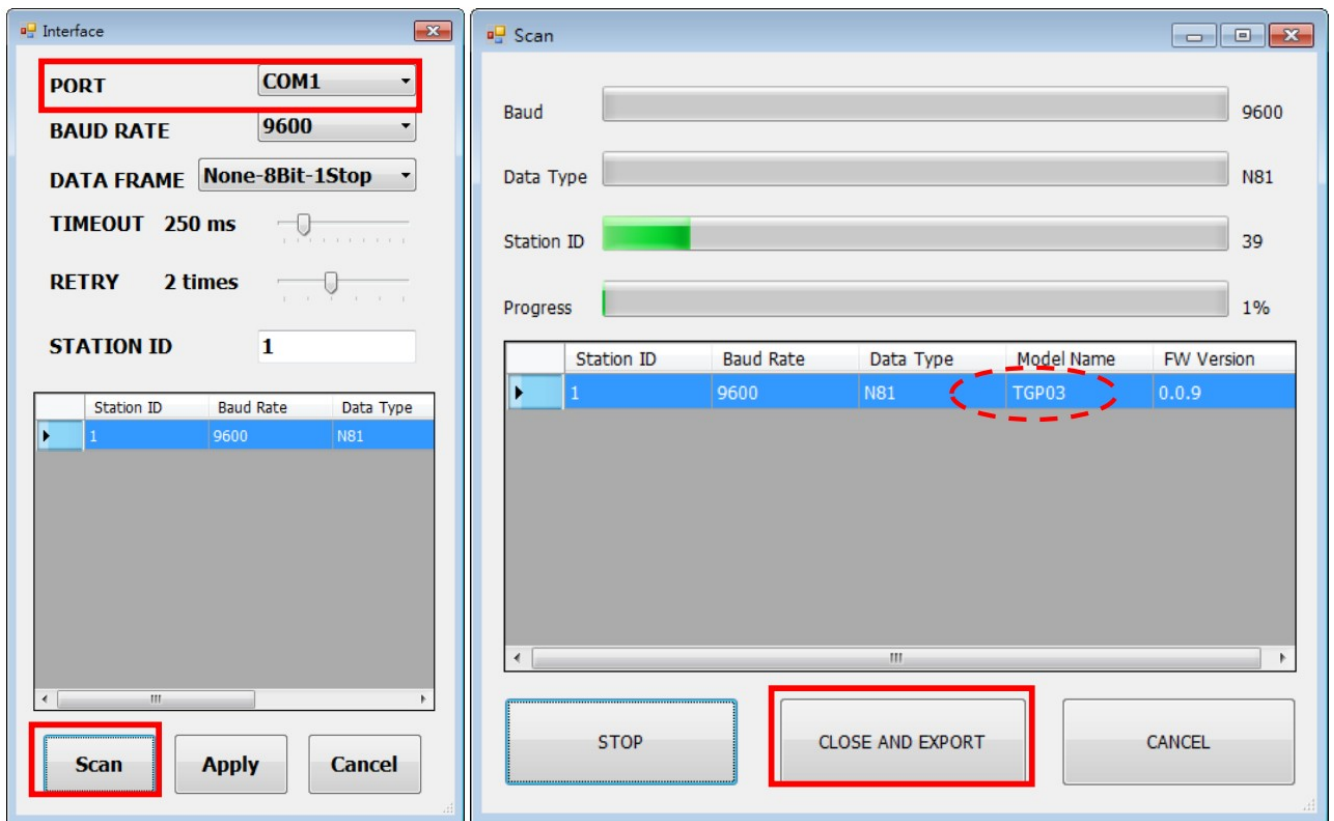 Interface
PORT COM1
BAUD RATE 9600
DATA FRAME None-8Bit-1Stop
TIMEOUT 250 ms
RETRY 2 times
STATION ID 1
Station ID Baud Rate Data Type
1 9600 N81
Scan Apply Cancel
Scan
Baud 9600
Data Type N81
Station ID 39
Progress 1%
Station ID Baud Rate Data Type Model Name FW Version
1 9600 N81 TGP03 0.0.9
STOP CLOSE AND EXPORT CANCEL